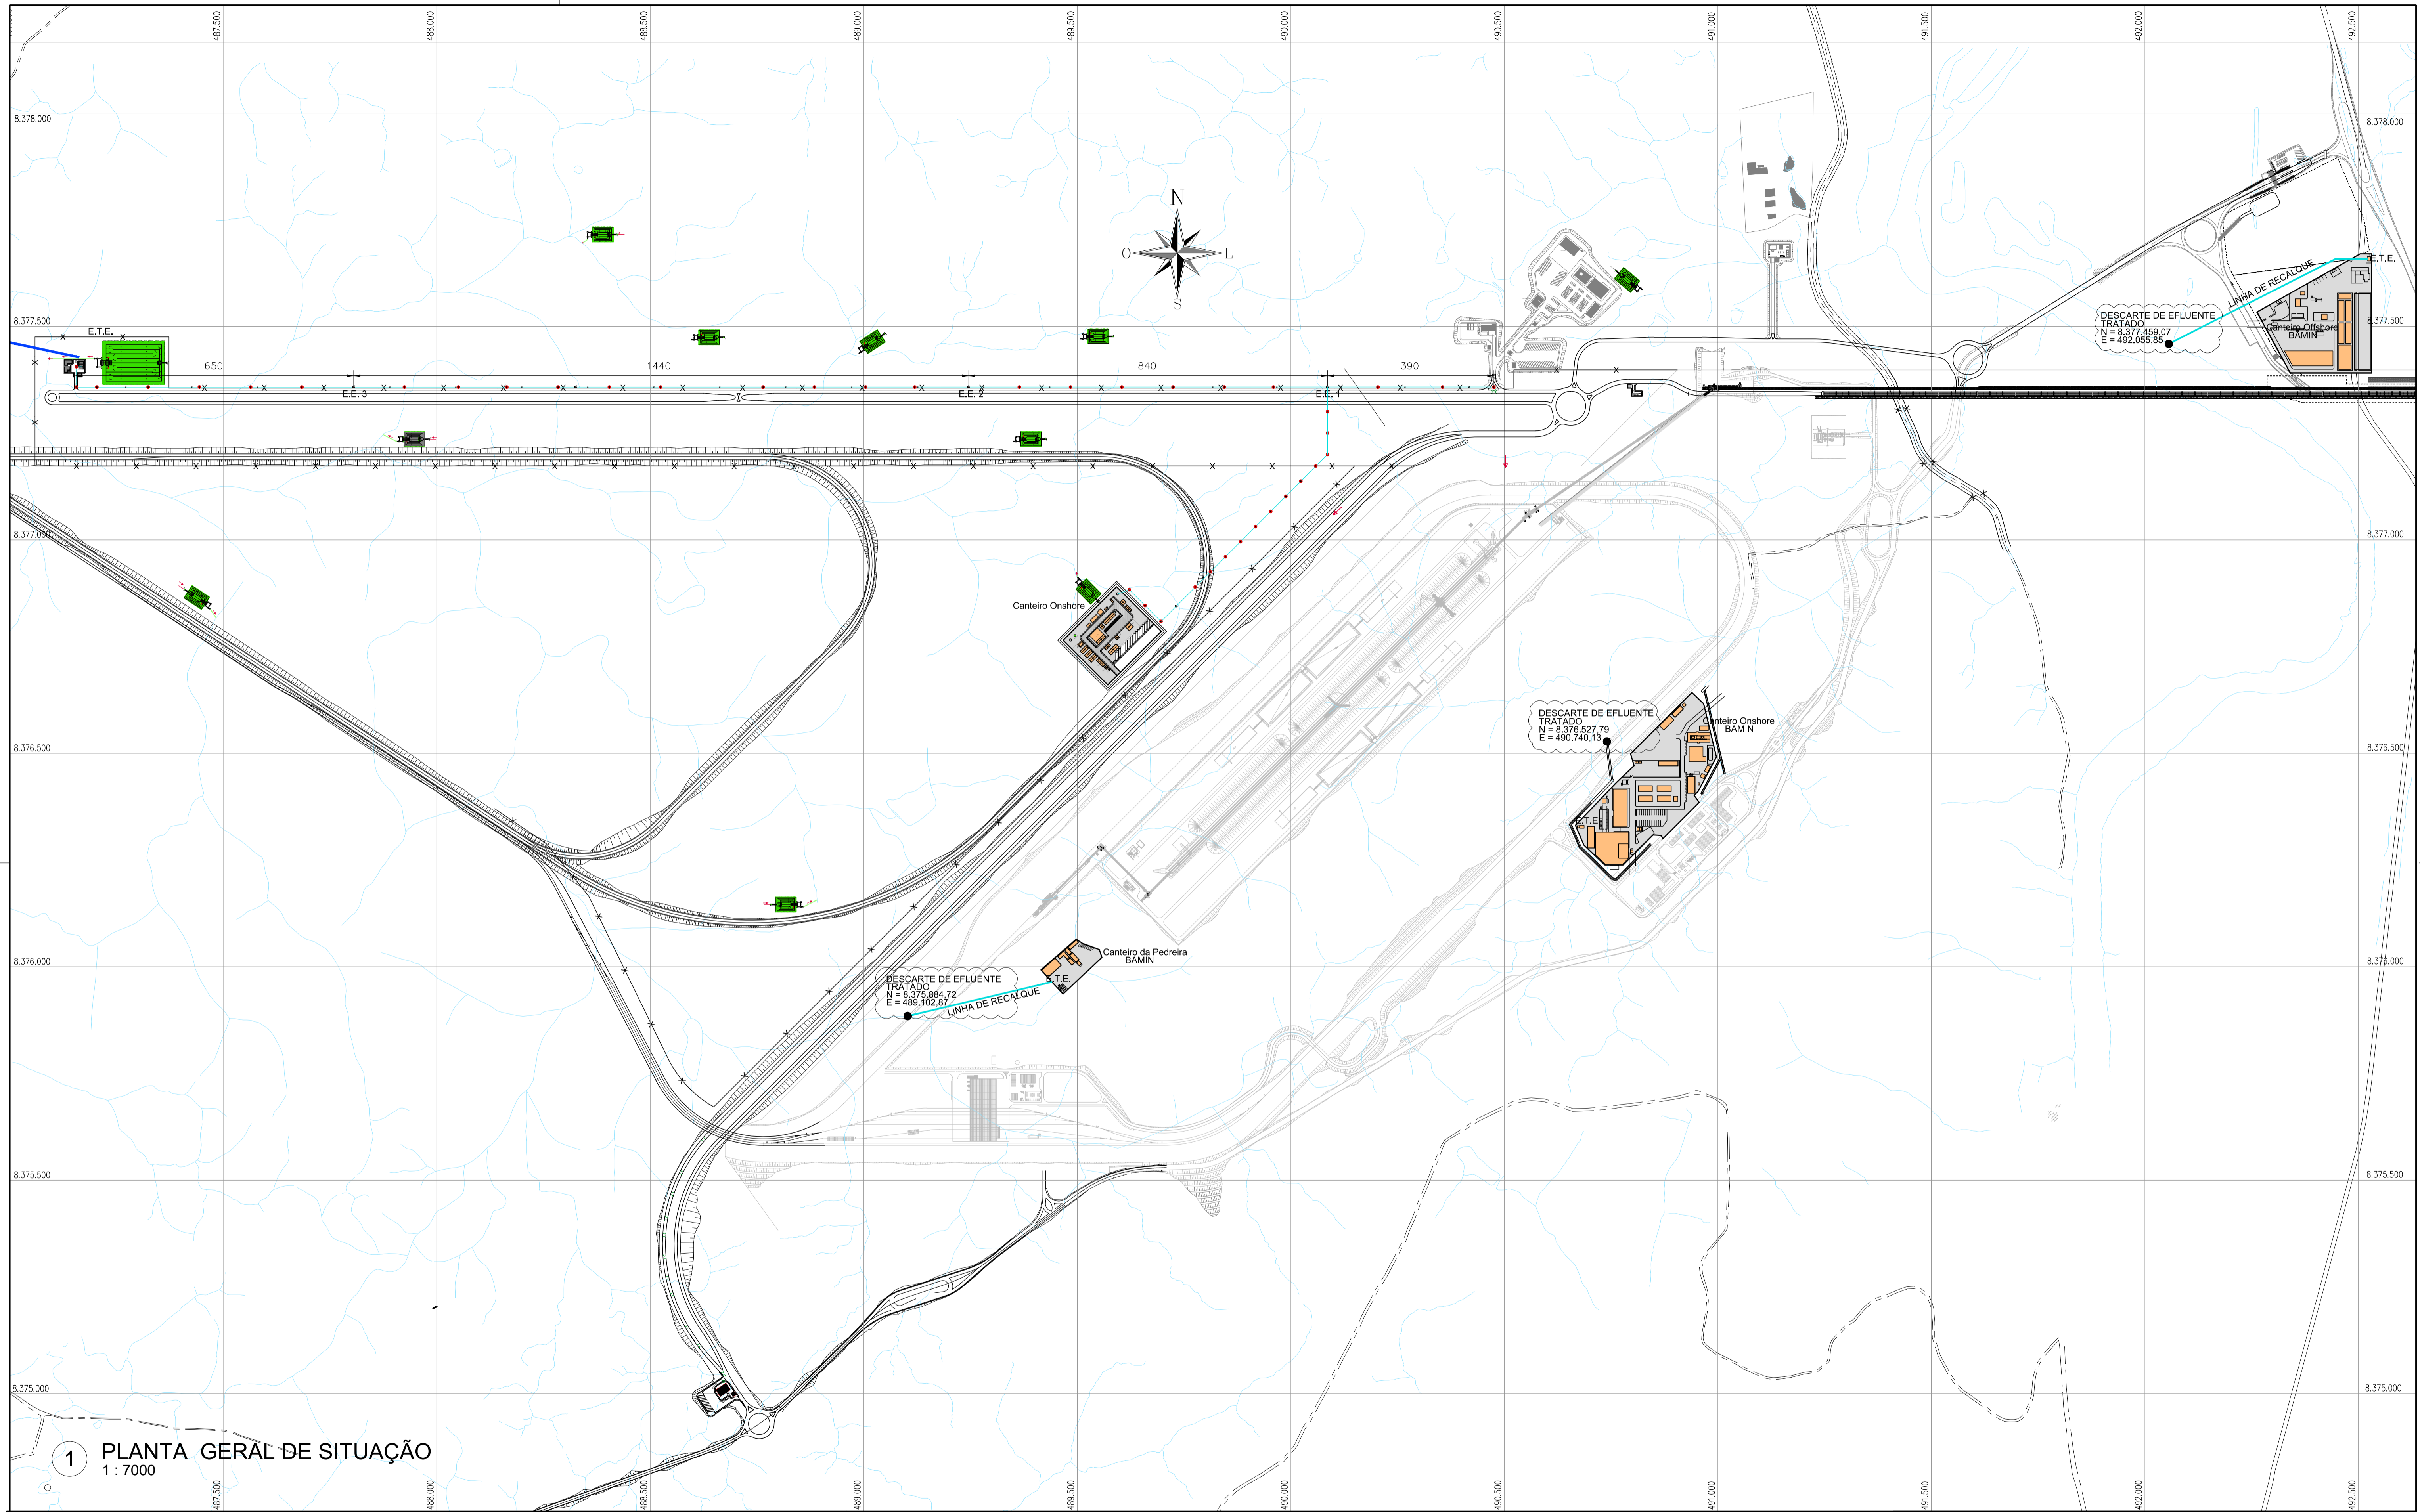 487.500
488.000
488.500
489.000
489.500
490.000
490.500
491.000
491.500
492.000
492.500
8.378.000
8.378.000
N
O
L
S
E.T.E.
LINHA DE RECALQUE
DESCARTE DE EFLUENTE
TRATADO
N = 8.377.459,07
E = 492.055,85
Canteiro Offshore
BAMIN
8.377.500
8.377.500
E.T.E.
650
1440
840
390
E.E. 3
E.E. 2
E.E. 1
8.377.000
8.377.000
Canteiro Onshore
DESCARTE DE EFLUENTE
TRATADO
N = 8.376.527,79
E = 490.740,13
Canteiro Onshore
BAMIN
8.376.500
8.376.500
E.T.E.
Canteiro da Pedreira
BAMIN
8.376.000
8.376.000
DESCARTE DE EFLUENTE
TRATADO
N = 8.375.884,72
E = 489.102,87
E.T.E.
LINHA DE RECALQUE
8.375.500
8.375.500
8.375.000
8.375.000
1
PLANTA GERAL DE SITUAÇÃO
1 : 7000
487.500
488.000
488.500
489.000
489.500
490.000
490.500
491.000
491.500
492.000
492.500